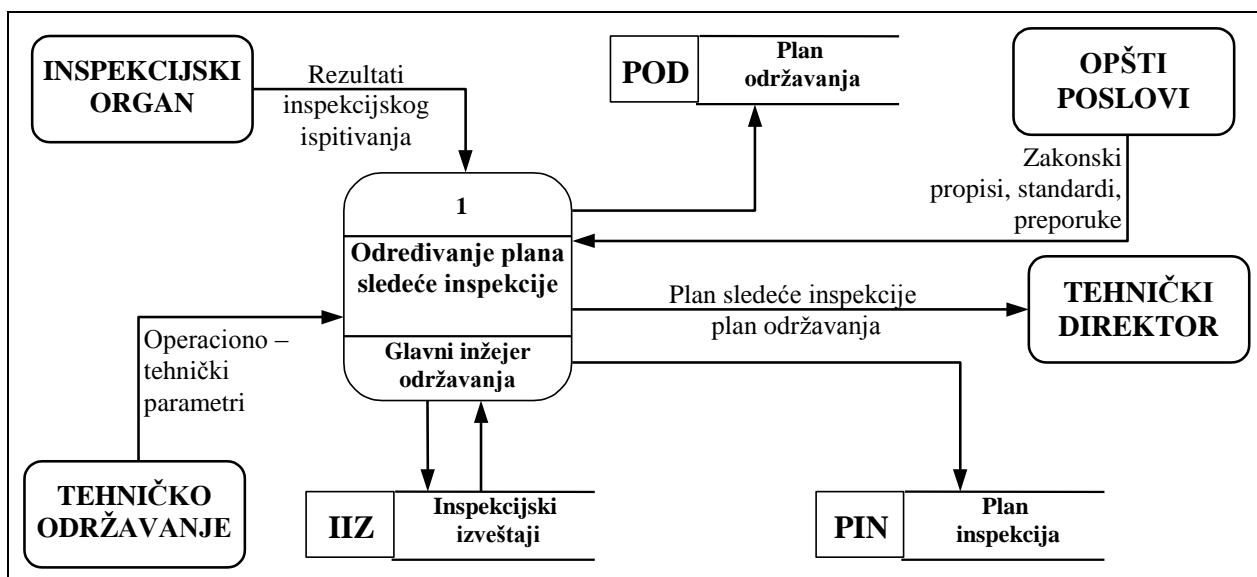 INSPEKCIJSKI
ORGAN
Rezultati
inspekcijskog
ispitivanja
POD
Plan
održavanja
OPŠTI
POSLOVI
Zakonski
propisi, standardi,
preporuke
1
Određivanje plana
sledeće inspekcije
Glavni inžejer
održavanja
Plan sledeće inspekcije
plan održavanja
TEHNIČKI
DIREKTOR
Operaciono –
tehnički
parametri
TEHNIČKO
ODRŽAVANJE
IIZ
Inspekcijski
izveštaji
PIN
Plan
inspekcija